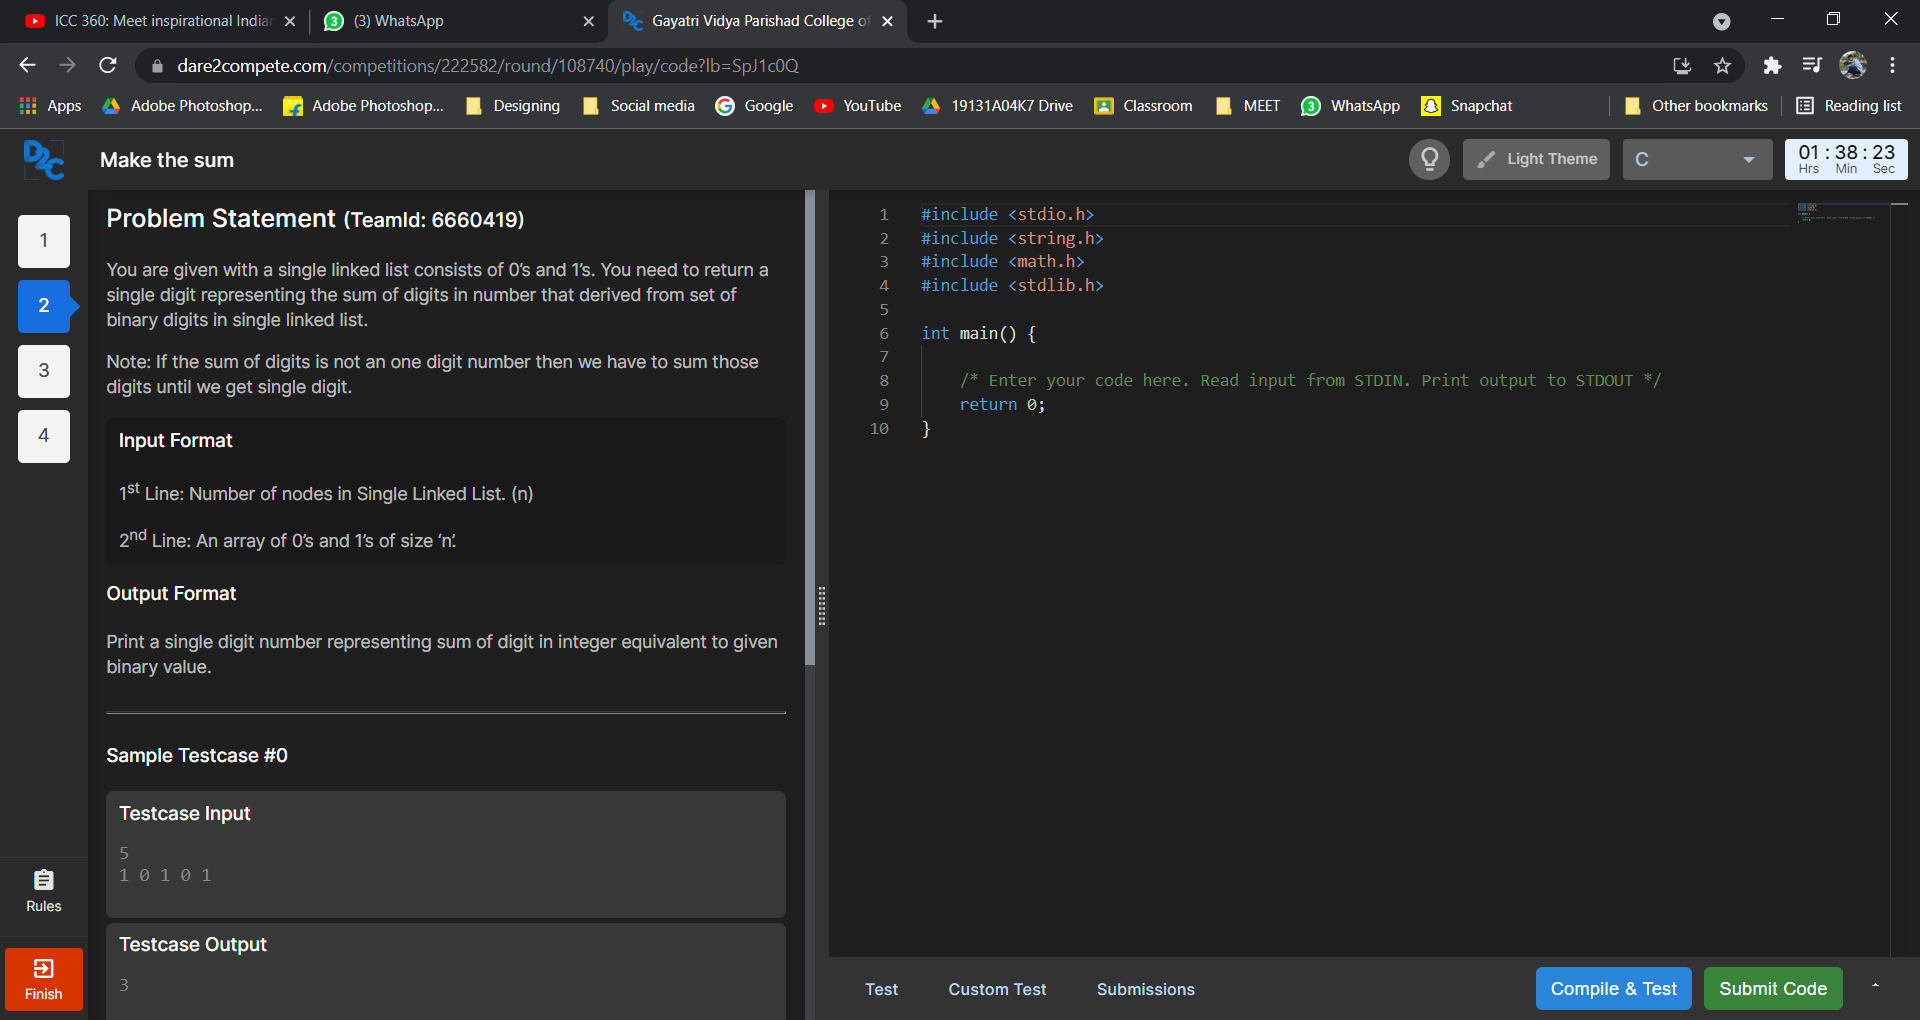 ICC 360: Meet inspirational Indian
(3) WhatsApp
Gayatri Vidya Parishad College of
dare2compete.com/competitions/222582/round/108740/play/code?lb=SpJ1c0Q
Apps
Adobe Photoshop...
Adobe Photoshop...
Designing
Social media
Google
YouTube
19131A04K7 Drive
Classroom
MEET
WhatsApp
Snapchat
Other bookmarks
Reading list
D2C
Make the sum
Light Theme
C
01 : 38 : 23
Hrs Min Sec
1
2
3
4
Rules
Finish
Problem Statement (TeamId: 6660419)
You are given with a single linked list consists of 0's and 1's. You need to return a
single digit representing the sum of digits in number that derived from set of
binary digits in single linked list.
Note: If the sum of digits is not an one digit number then we have to sum those
digits until we get single digit.
Input Format
1st Line: Number of nodes in Single Linked List. (n)
2nd Line: An array of 0's and 1's of size ‘n’.
Output Format
Print a single digit number representing sum of digit in integer equivalent to given
binary value.
Sample Testcase #0
Testcase Input
5
1 0 1 0 1
Testcase Output
3
1 #include <stdio.h>
2 #include <string.h>
3 #include <math.h>
4 #include <stdlib.h>
5
6 int main() {
7
8 /* Enter your code here. Read input from STDIN. Print output to STDOUT */
9 return 0;
10 }
Test
Custom Test
Submissions
Compile & Test
Submit Code